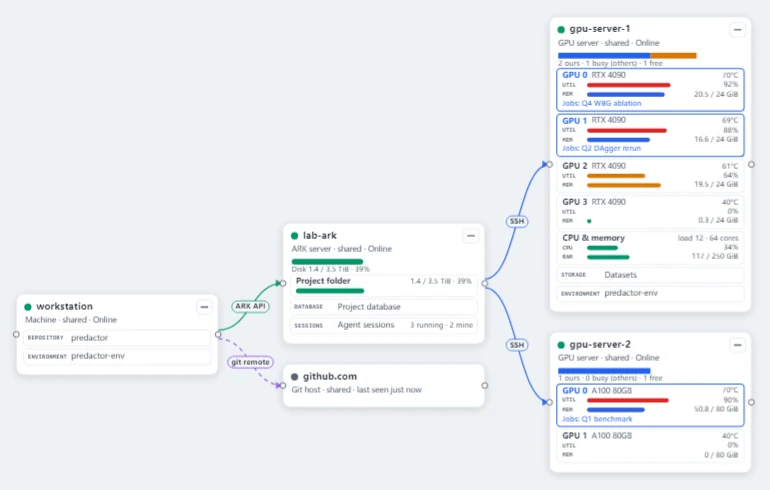 gpu-server-1
GPU server · shared · Online
2 ours · 1 busy (others) · 1 free
GPU 0 RTX 4090 70°C
UTIL 92%
MEM 20.5 / 24 GiB
Jobs: Q4 WBG ablation
GPU 1 RTX 4090 69°C
UTIL 88%
MEM 16.6 / 24 GiB
Jobs: Q2 DAgger rerun
GPU 2 RTX 4090 61°C
UTIL 64%
MEM 19.5 / 24 GiB
GPU 3 RTX 4090 40°C
UTIL 0%
MEM 0.3 / 24 GiB
CPU & memory load 12 · 64 cores
CPU 34%
RAM 117 / 250 GiB
STORAGE Datasets
ENVIRONMENT predactor-env
SSH
lab-ark
ARK server · shared · Online
Disk 1.4 / 3.5 TiB · 39%
Project folder 1.4 / 3.5 TiB · 39%
DATABASE Project database
SESSIONS Agent sessions 3 running · 2 mine
workstation
Machine · shared · Online
REPOSITORY predactor
ENVIRONMENT predactor-env
ARK API
git remote
github.com
Git host · shared · last seen just now
SSH
gpu-server-2
GPU server · shared · Online
1 ours · 0 busy (others) · 1 free
GPU 0 A100 80GB 70°C
UTIL 90%
MEM 50.8 / 80 GiB
Jobs: Q1 benchmark
GPU 1 A100 80GB 40°C
UTIL 0%
MEM 0 / 80 GiB